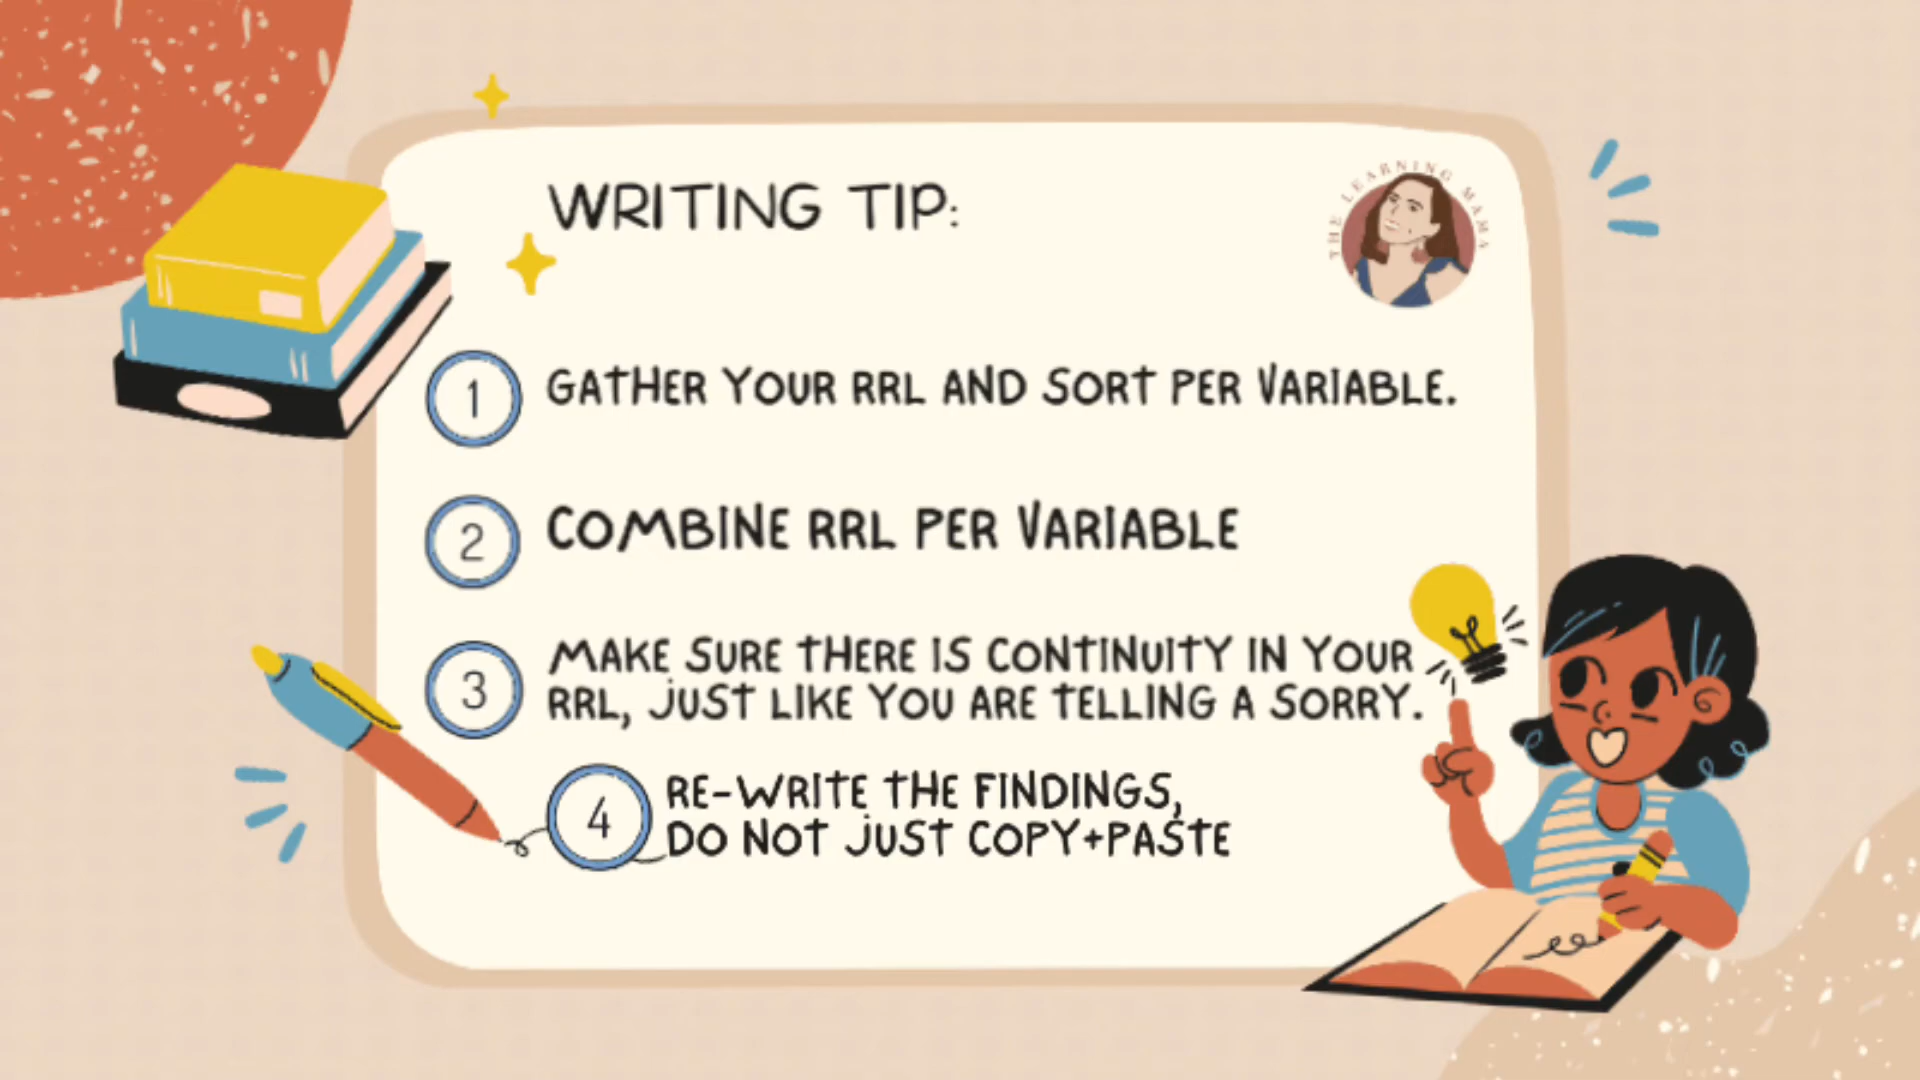 WRITING TIP:
THE LEARNING MAMA
1
GATHER YOUR RRL AND SORT PER VARIABLE.
2
COMBINE RRL PER VARIABLE
3
MAKE SURE THERE IS CONTINUITY IN YOUR
RRL, JUST LIKE YOU ARE TELLING A SORRY.
4
RE-WRITE THE FINDINGS,
DO NOT JUST COPY+PASTE